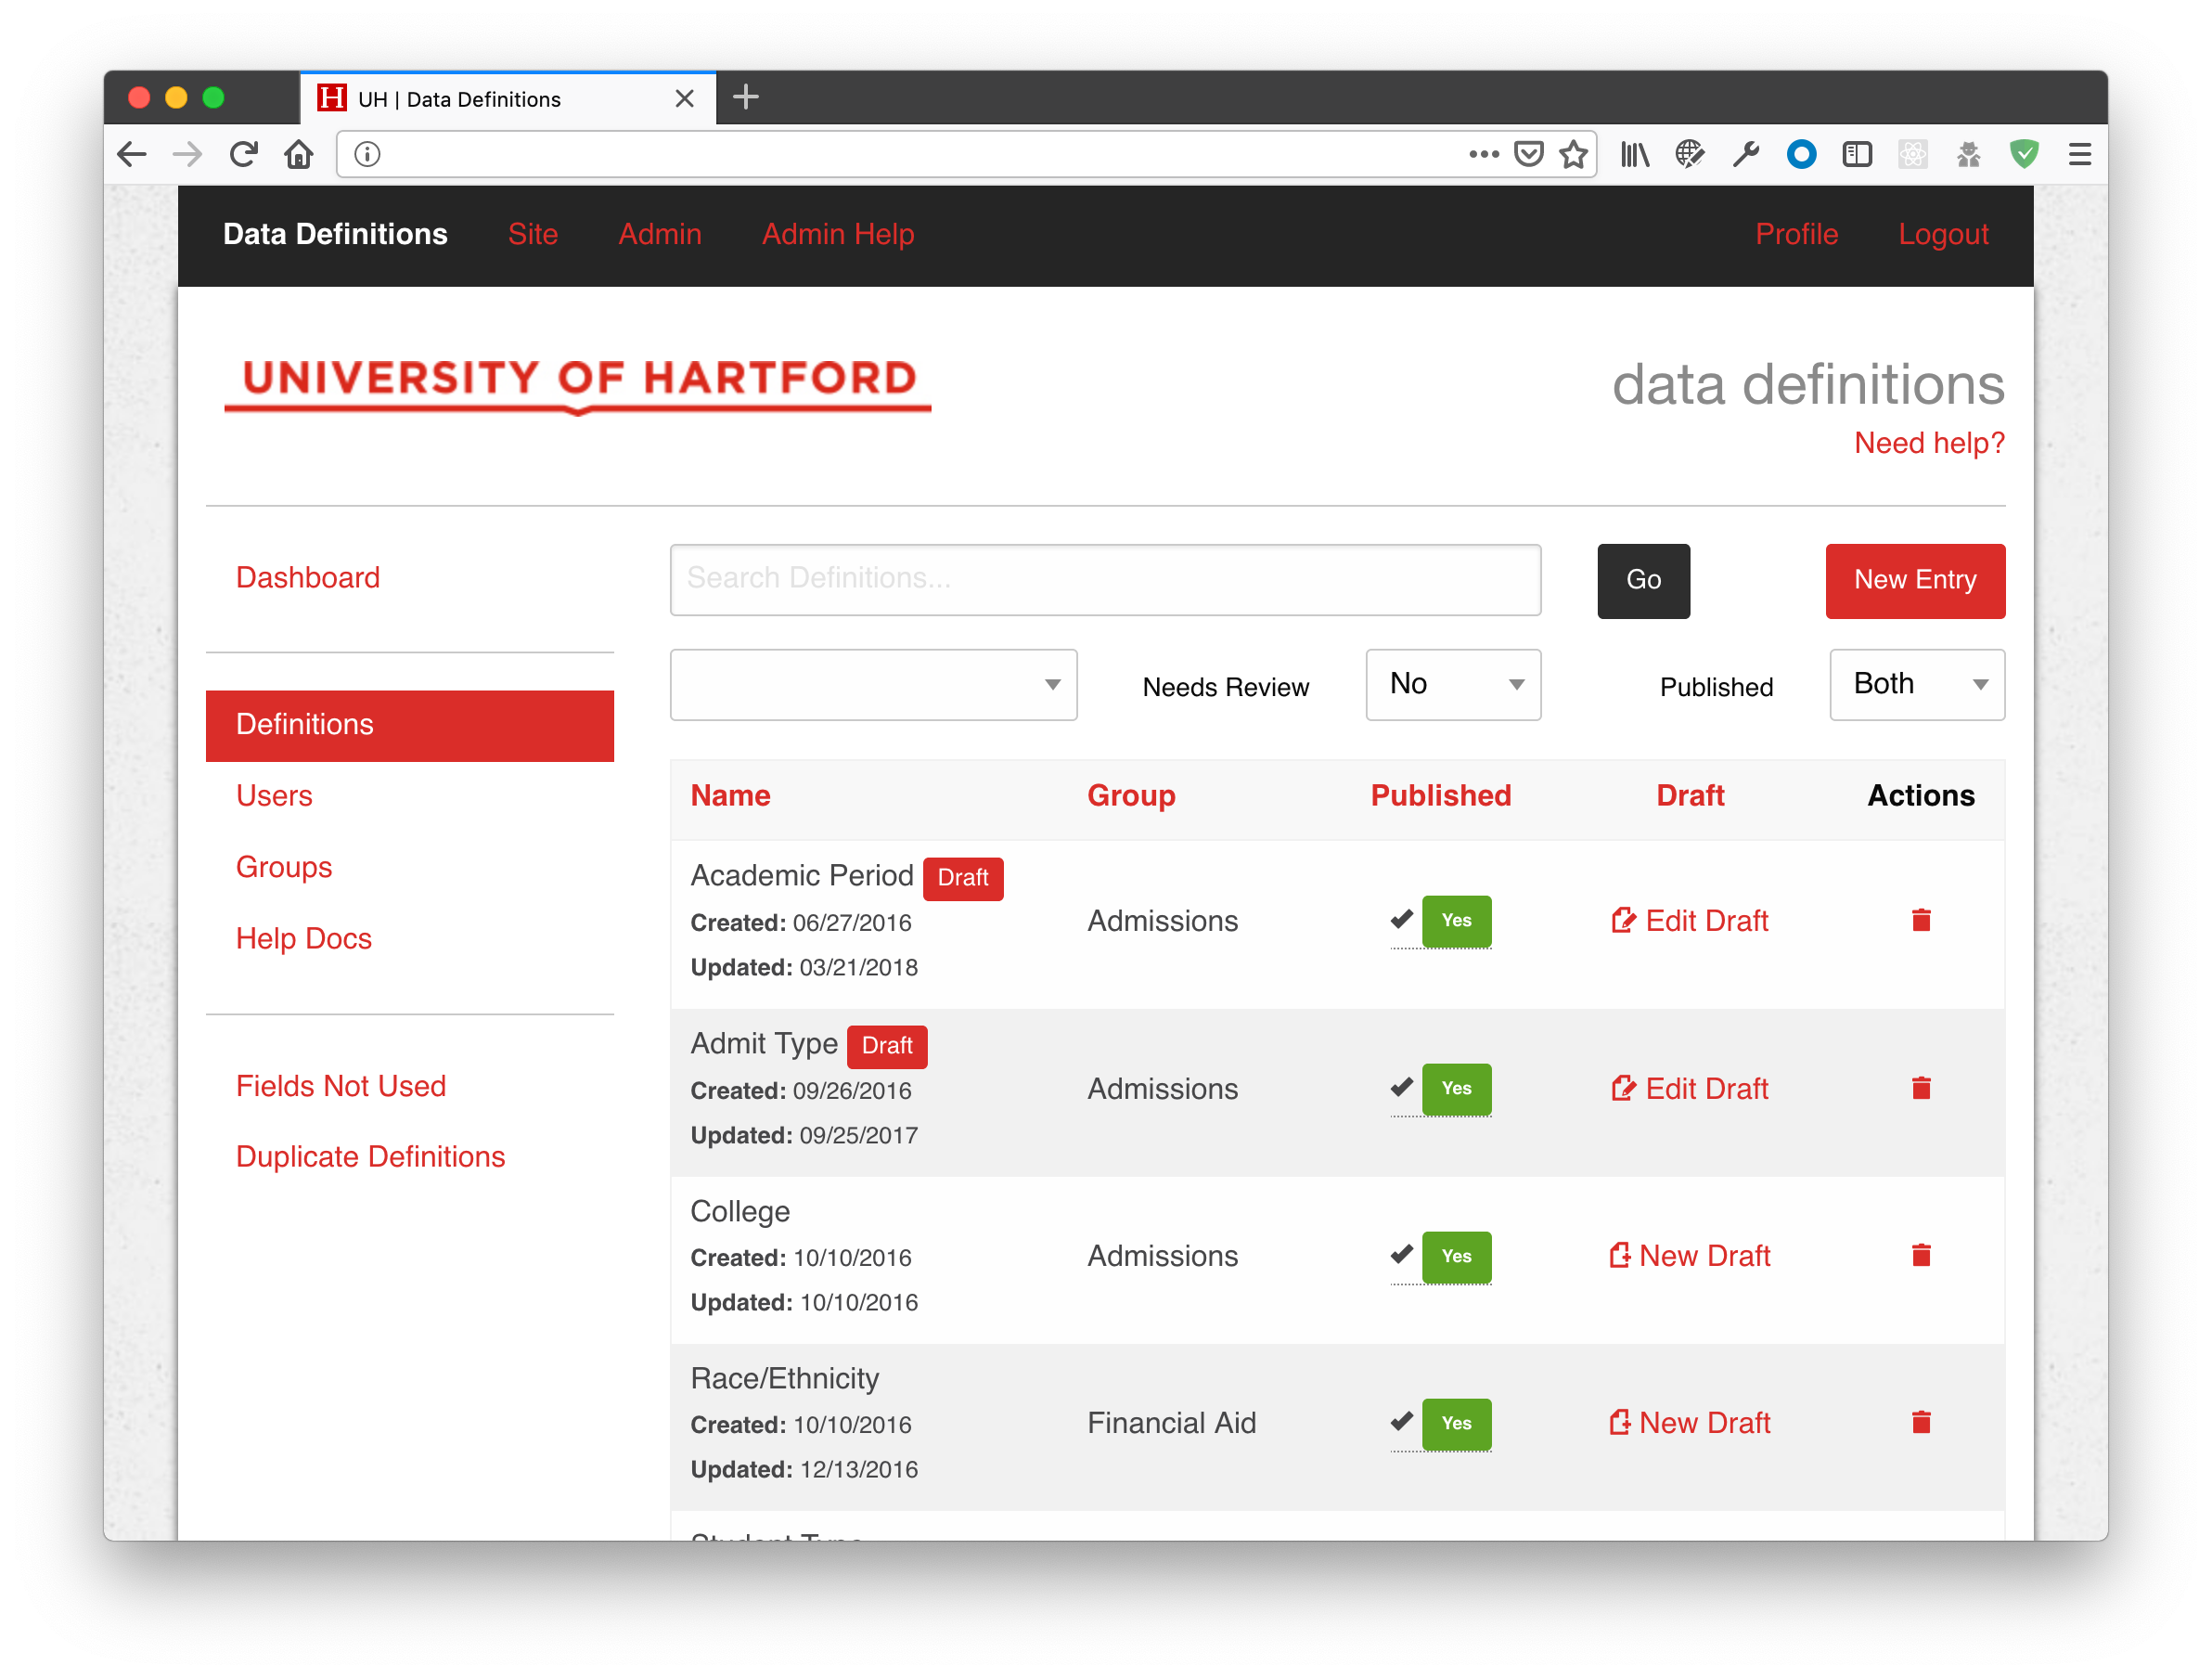 UH | Data Definitions
Data Definitions Site Admin Admin Help Profile Logout
UNIVERSITY OF HARTFORD
data definitions
Need help?
Dashboard
Search Definitions...
Go
New Entry
Needs Review
No
Published
Both
Definitions
Users
Groups
Help Docs
Fields Not Used
Duplicate Definitions
Name Group Published Draft Actions
Academic Period Draft
Created: 06/27/2016
Updated: 03/21/2018
Admissions
Yes
Edit Draft
Admit Type Draft
Created: 09/26/2016
Updated: 09/25/2017
Admissions
Yes
Edit Draft
College
Created: 10/10/2016
Updated: 10/10/2016
Admissions
Yes
New Draft
Race/Ethnicity
Created: 10/10/2016
Updated: 12/13/2016
Financial Aid
Yes
New Draft
Student Type